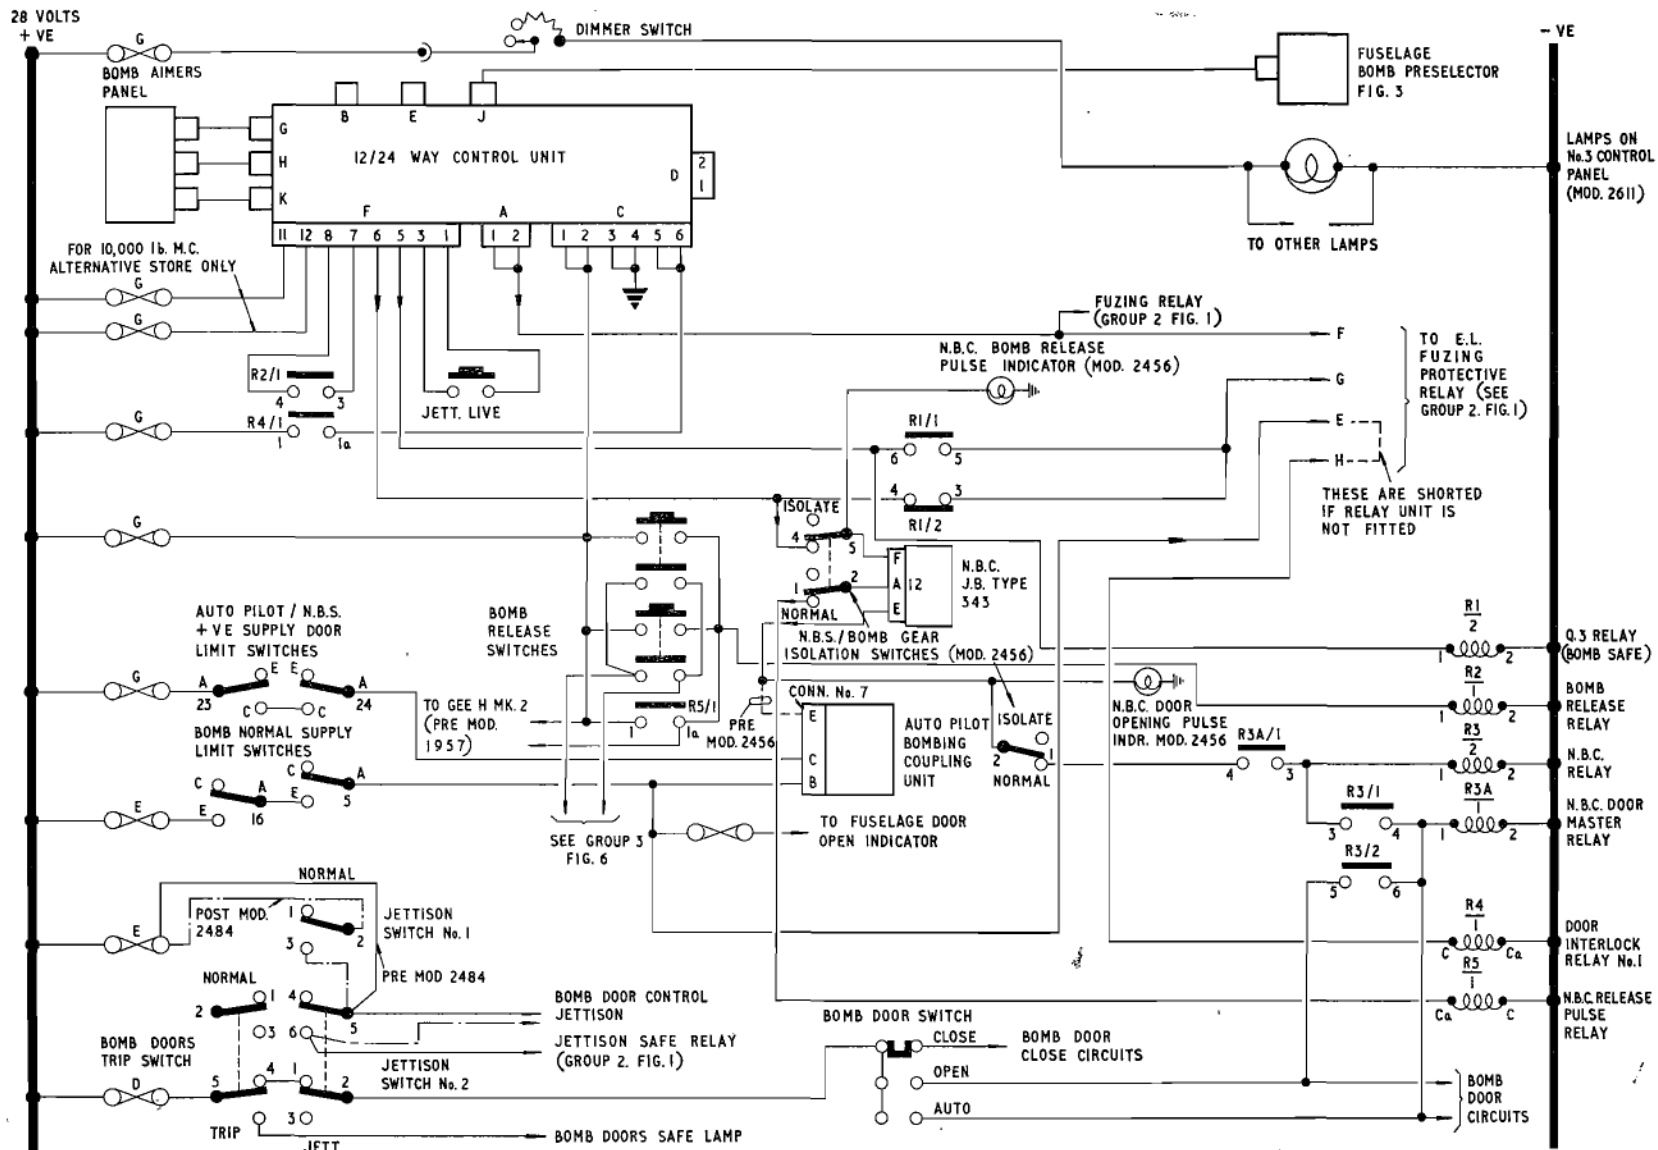 28 VOLTS
+ VE
G
BOMB AIMERS
PANEL
DIMMER SWITCH
- VE
FUSELAGE
BOMB PRESELECTOR
FIG. 3
B E J
G
H
K
12/24 WAY CONTROL UNIT
D
2
1
F A C
11 12 8 7 6 5 3 1 1 2 1 2 3 4 5 6
LAMPS ON
No.3 CONTROL
PANEL
(MOD. 2611)
TO OTHER LAMPS
FOR 10,000 lb. M.C.
ALTERNATIVE STORE ONLY
G
G
FUZING RELAY
(GROUP 2 FIG. 1)
N.B.C. BOMB RELEASE
PULSE INDICATOR (MOD. 2456)
F
G
E
H
TO E.L.
FUZING
PROTECTIVE
RELAY (SEE
GROUP 2. FIG.1)
THESE ARE SHORTED
IF RELAY UNIT IS
NOT FITTED
R2/1
4 3
JETT. LIVE
G
R4/1
1 1a
R1/1
6 5
4 3
R1/2
G
ISOLATE
4 5
1 2
NORMAL
F
A 12
E
N.B.C.
J.B. TYPE
343
N.B.S./BOMB GEAR
ISOLATION SWITCHES (MOD. 2456)
BOMB
RELEASE
SWITCHES
AUTO PILOT / N.B.S.
+ VE SUPPLY DOOR
LIMIT SWITCHES
G
A E E A
23 C C 24
TO GEE H MK. 2
(PRE MOD.
1957)
R5/1
1 1a
PRE
MOD. 2456
CONN. No. 7
E
C
B
AUTO PILOT
BOMBING
COUPLING
UNIT
ISOLATE
2 1
NORMAL
N.B.C. DOOR
OPENING PULSE
INDR. MOD. 2456
R3A/1
4 3
R1
2
1 2
Q.3 RELAY
(BOMB SAFE)
R2
1
1 2
BOMB
RELEASE
RELAY
R3
2
1 2
N.B.C.
RELAY
R3A
1
1 2
N.B.C. DOOR
MASTER
RELAY
BOMB NORMAL SUPPLY
LIMIT SWITCHES
C A
E 16
C A
E 5
E
SEE GROUP 3
FIG. 6
TO FUSELAGE DOOR
OPEN INDICATOR
R3/1
3 4
R3/2
5 6
NORMAL
E
POST MOD.
2484
1 2
3
JETTISON
SWITCH No. 1
PRE MOD 2484
R4
1
C Ca
DOOR
INTERLOCK
RELAY No.1
R5
1
Ca C
N.B.C. RELEASE
PULSE
RELAY
NORMAL
2 1 4
3 6 5
BOMB DOOR CONTROL
JETTISON
JETTISON SAFE RELAY
(GROUP 2. FIG. 1)
JETTISON
SWITCH No. 2
BOMB DOORS
TRIP SWITCH
D
5 4 1 2
3
TRIP
JETT
BOMB DOORS SAFE LAMP
BOMB DOOR SWITCH
CLOSE
BOMB DOOR
CLOSE CIRCUITS
OPEN
AUTO
BOMB
DOOR
CIRCUITS